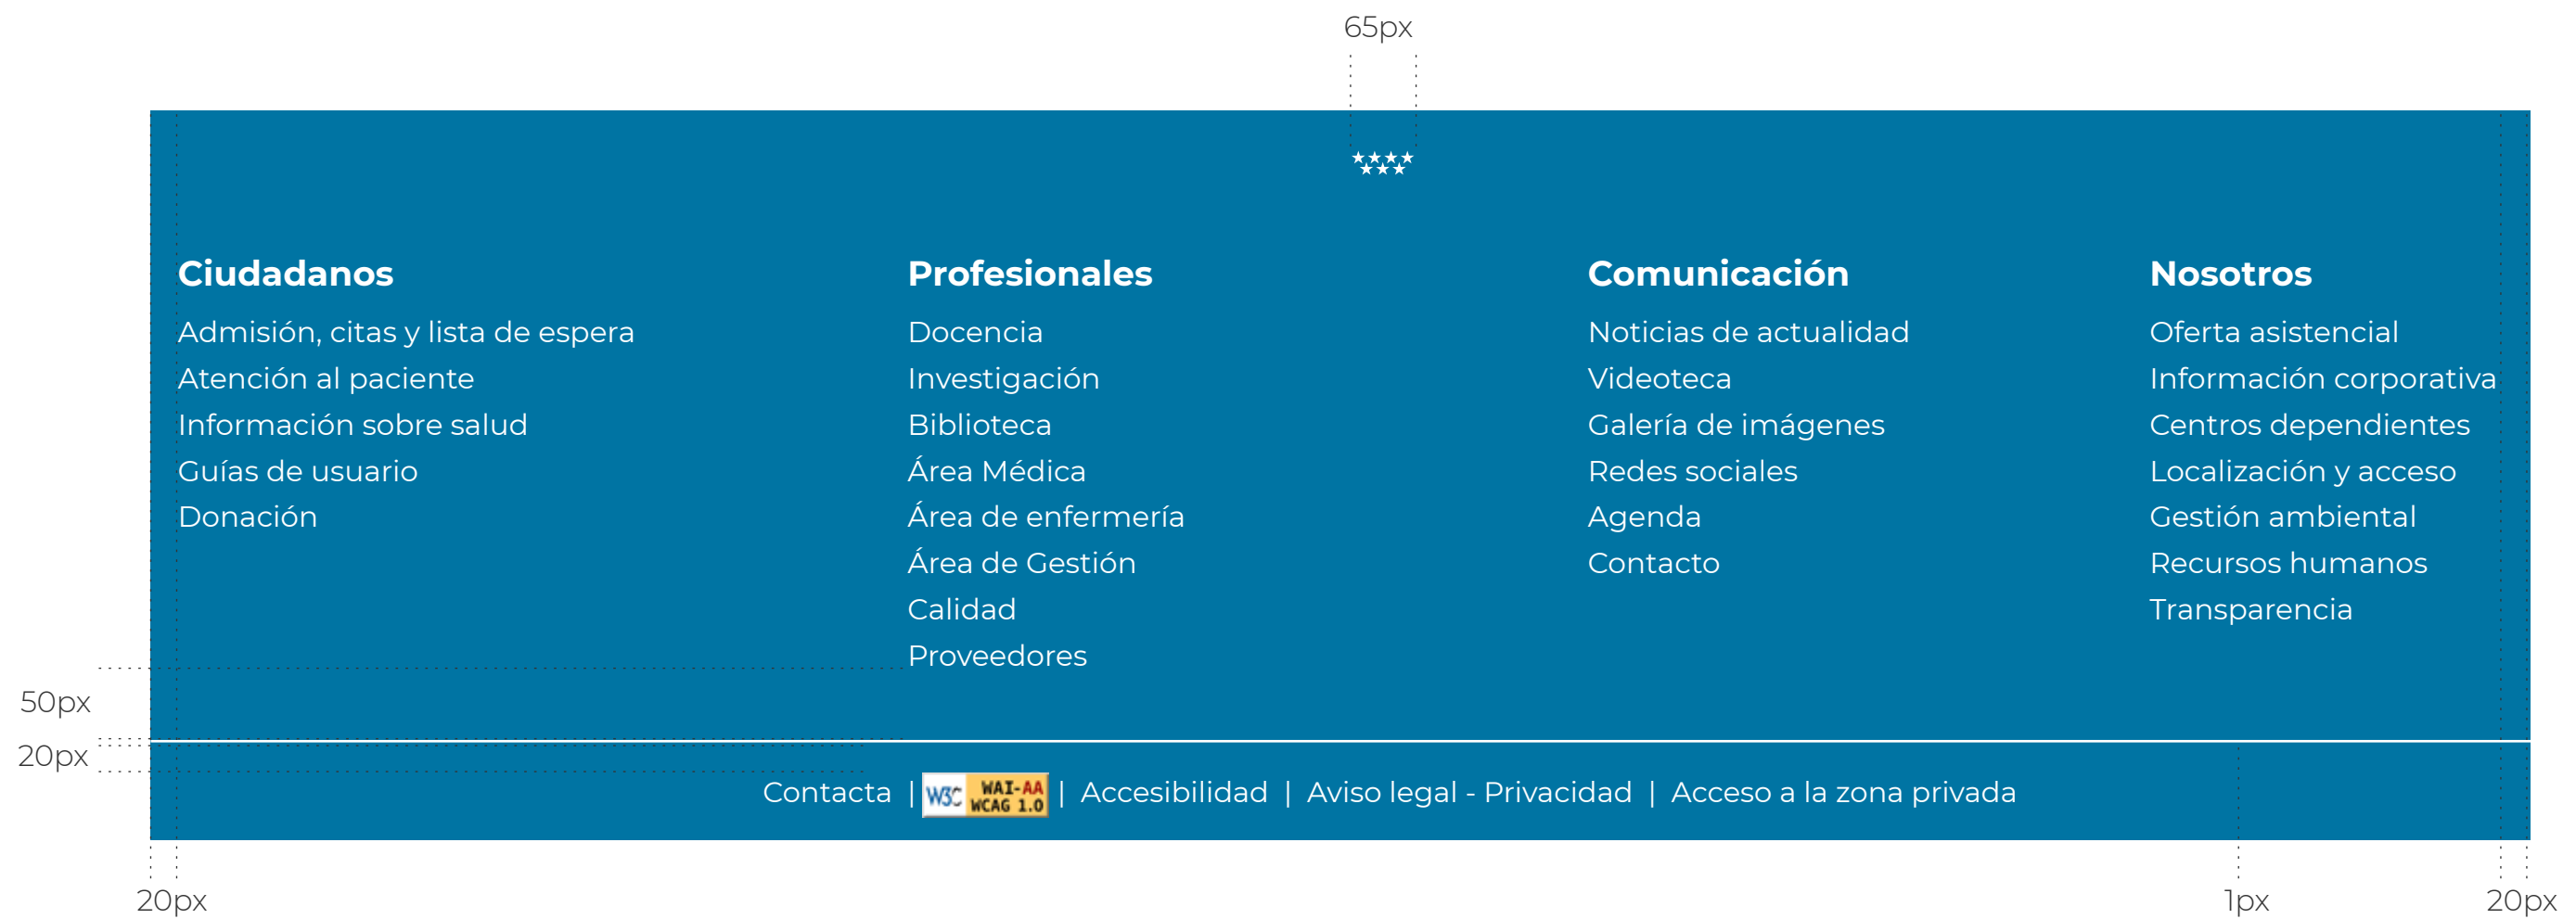 65px
Ciudadanos
Admisión, citas y lista de espera
Atención al paciente
Información sobre salud
Guías de usuario
Donación
Profesionales
Docencia
Investigación
Biblioteca
Área Médica
Área de enfermería
Área de Gestión
Calidad
Proveedores
Comunicación
Noticias de actualidad
Videoteca
Galería de imágenes
Redes sociales
Agenda
Contacto
Nosotros
Oferta asistencial
Información corporativa
Centros dependientes
Localización y acceso
Gestión ambiental
Recursos humanos
Transparencia
50px
20px
Contacta | W3C WAI-AA WCAG 1.0 | Accesibilidad | Aviso legal - Privacidad | Acceso a la zona privada
20px
1px
20px